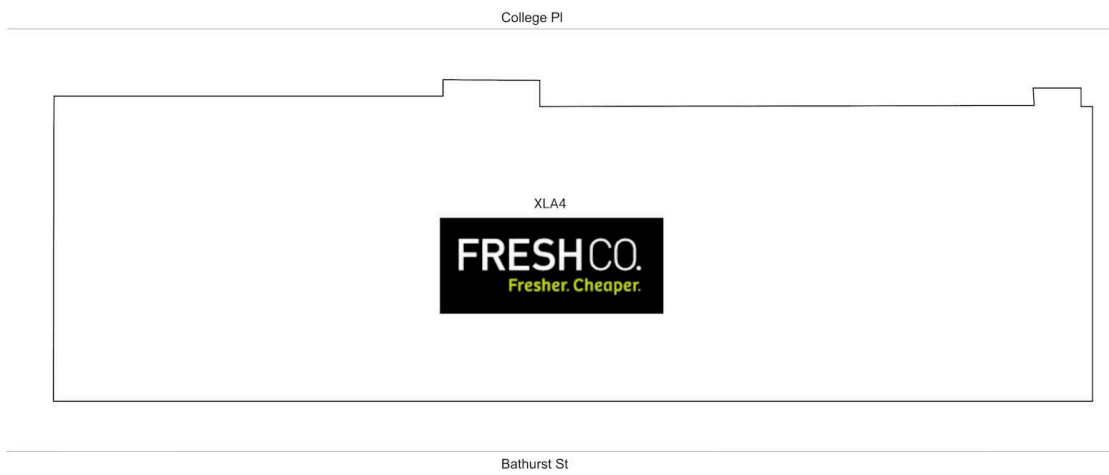 College Pl
XLA4
FRESHCO.
Fresher. Cheaper.
Bathurst St